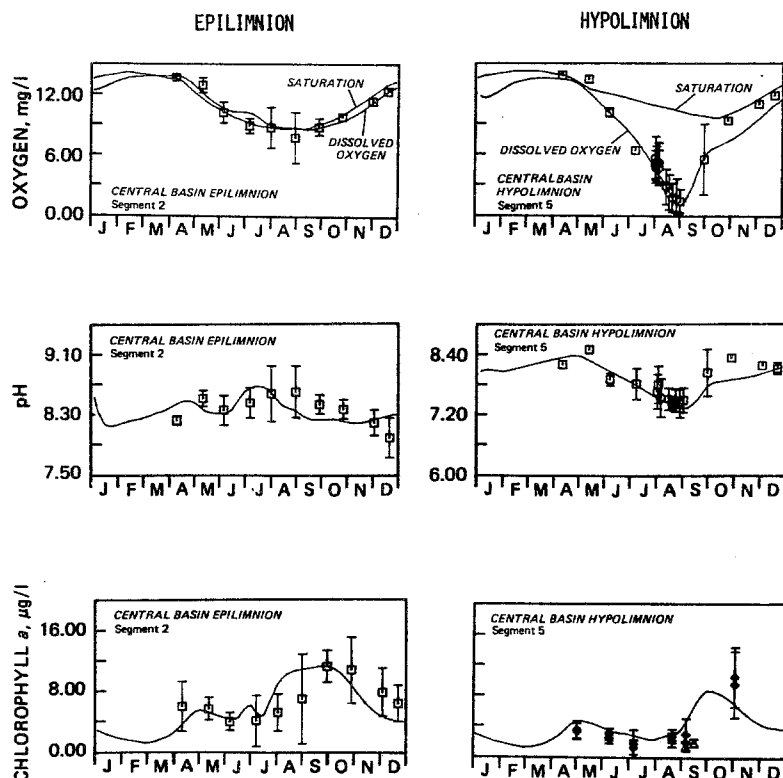 EPILIMNION
HYPOLIMNION
OXYGEN, mg/l
12.00
6.00
0.00
SATURATION
DISSOLVED
OXYGEN
CENTRAL BASIN EPILIMNION
Segment 2
J F M A M J J A S O N D
SATURATION
DISSOLVED OXYGEN
CENTRAL BASIN
HYPOLIMNION
Segment 5
J F M A M J J A S O N D
pH
9.10
8.30
7.50
CENTRAL BASIN EPILIMNION
Segment 2
J F M A M J J A S O N D
8.40
7.20
6.00
CENTRAL BASIN HYPOLIMNION
Segment 5
J F M A M J J A S O N D
CHLOROPHYLL a, µg/l
16.00
8.00
0.00
CENTRAL BASIN EPILIMNION
Segment 2
J F M A M J J A S O N D
CENTRAL BASIN HYPOLIMNION
Segment 5
J F M A M J J A S O N D